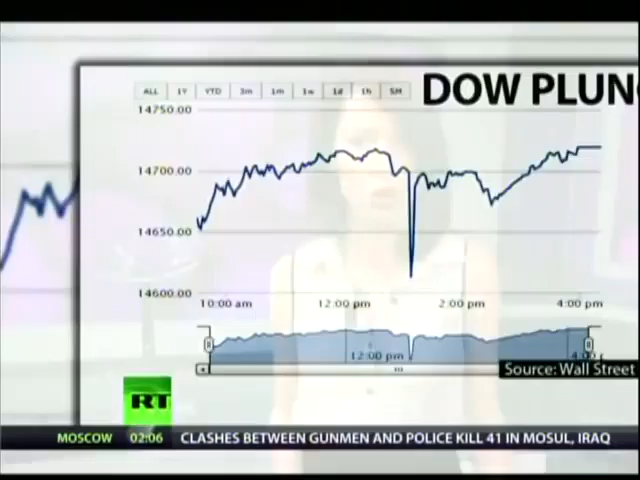 DOW PLUN
ALL 1Y YTD 3m 1m 1w 1d 1h 5M
14750.00
14700.00
14650.00
14600.00
10:00 am 12:00 pm 2:00 pm 4:00 pm
12:00 pm 4:00
Source: Wall Street
RT
MOSCOW 02:06 CLASHES BETWEEN GUNMEN AND POLICE KILL 41 IN MOSUL, IRAQ